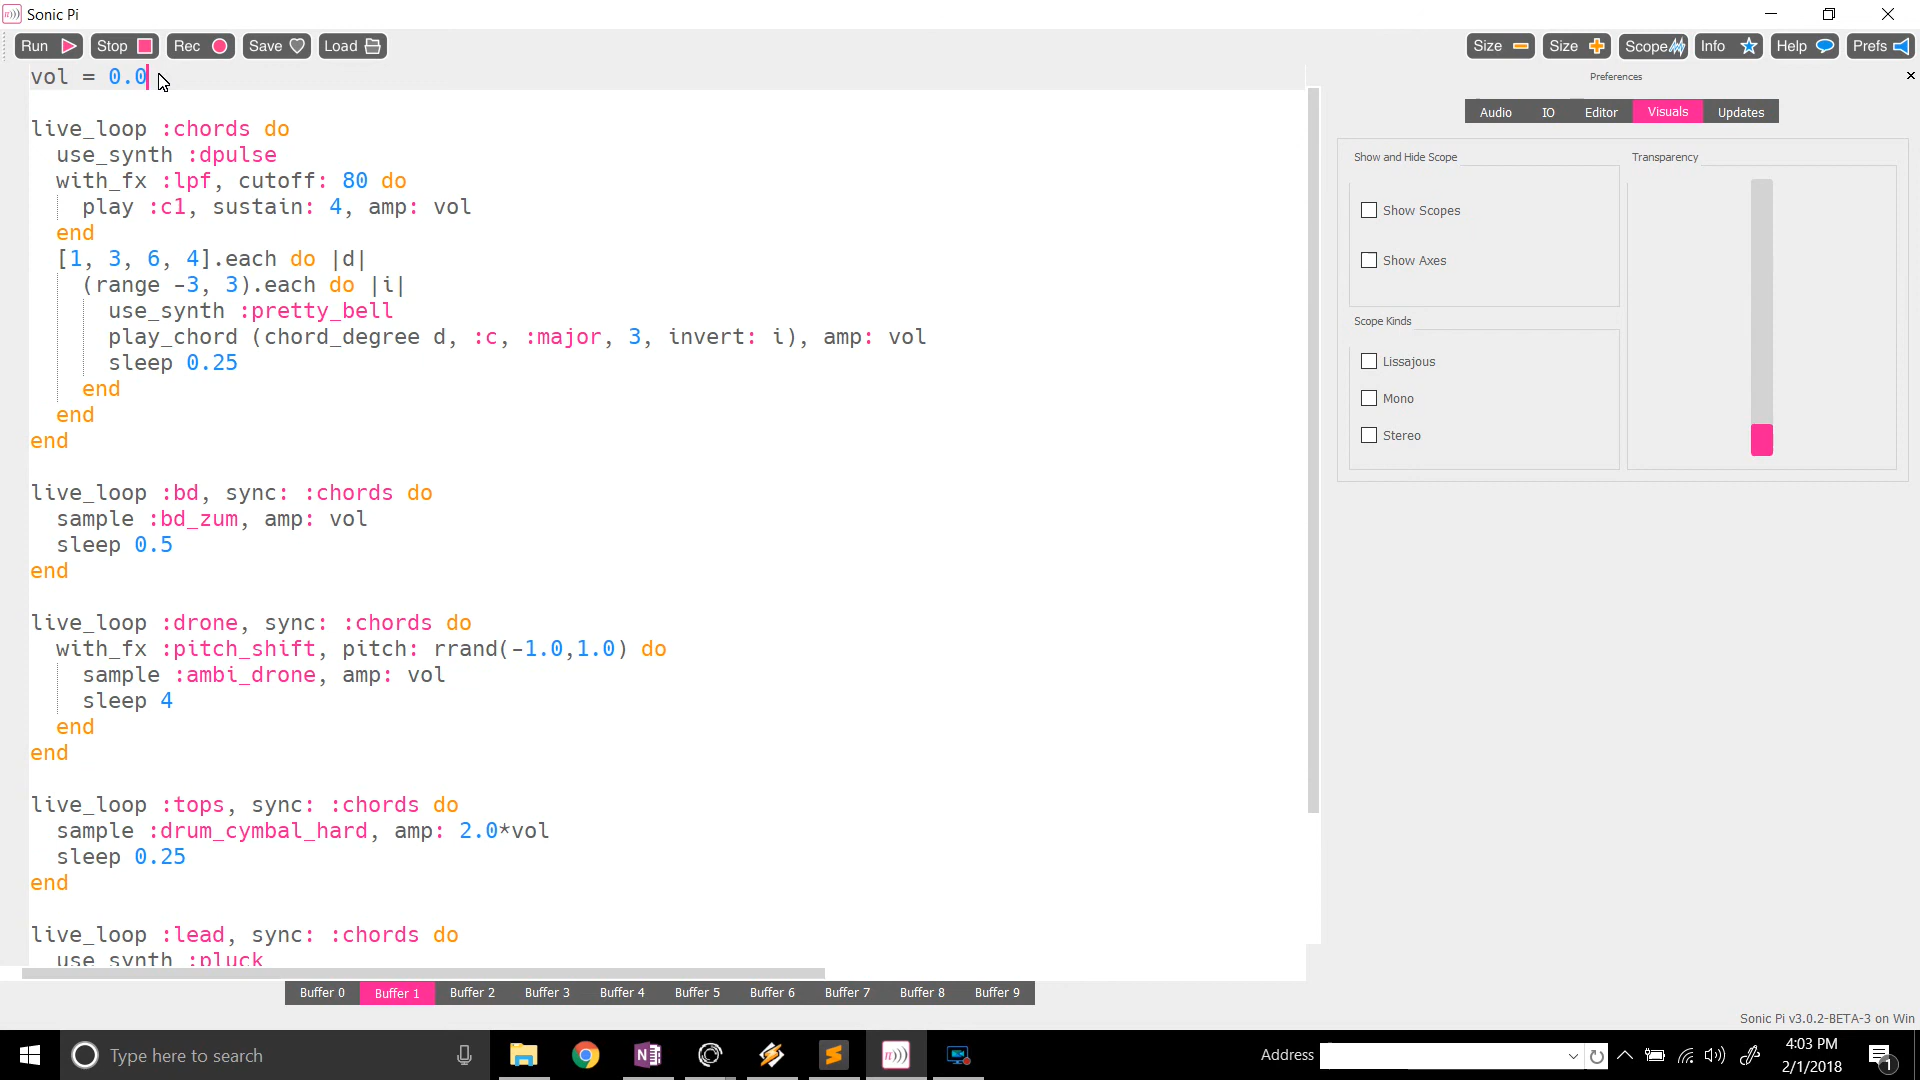 Sonic Pi
Run Stop Rec Save Load Size Size Scope Info Help Prefs
vol = 0.0
Preferences
Audio IO Editor Visuals Updates
live_loop :chords do
  use_synth :dpulse
  with_fx :lpf, cutoff: 80 do
    play :c1, sustain: 4, amp: vol
  end
  [1, 3, 6, 4].each do |d|
    (range -3, 3).each do |i|
      use_synth :pretty_bell
      play_chord (chord_degree d, :c, :major, 3, invert: i), amp: vol
      sleep 0.25
    end
  end
end
live_loop :bd, sync: :chords do
  sample :bd_zum, amp: vol
  sleep 0.5
end
live_loop :drone, sync: :chords do
  with_fx :pitch_shift, pitch: rrand(-1.0,1.0) do
    sample :ambi_drone, amp: vol
    sleep 4
  end
end
live_loop :tops, sync: :chords do
  sample :drum_cymbal_hard, amp: 2.0*vol
  sleep 0.25
end
live_loop :lead, sync: :chords do
  use_synth :pluck
Show and Hide Scope
Show Scopes
Show Axes
Scope Kinds
Lissajous
Mono
Stereo
Transparency
Buffer 0 Buffer 1 Buffer 2 Buffer 3 Buffer 4 Buffer 5 Buffer 6 Buffer 7 Buffer 8 Buffer 9
Sonic Pi v3.0.2-BETA-3 on Win
Type here to search
Address
4:03 PM
2/1/2018
1